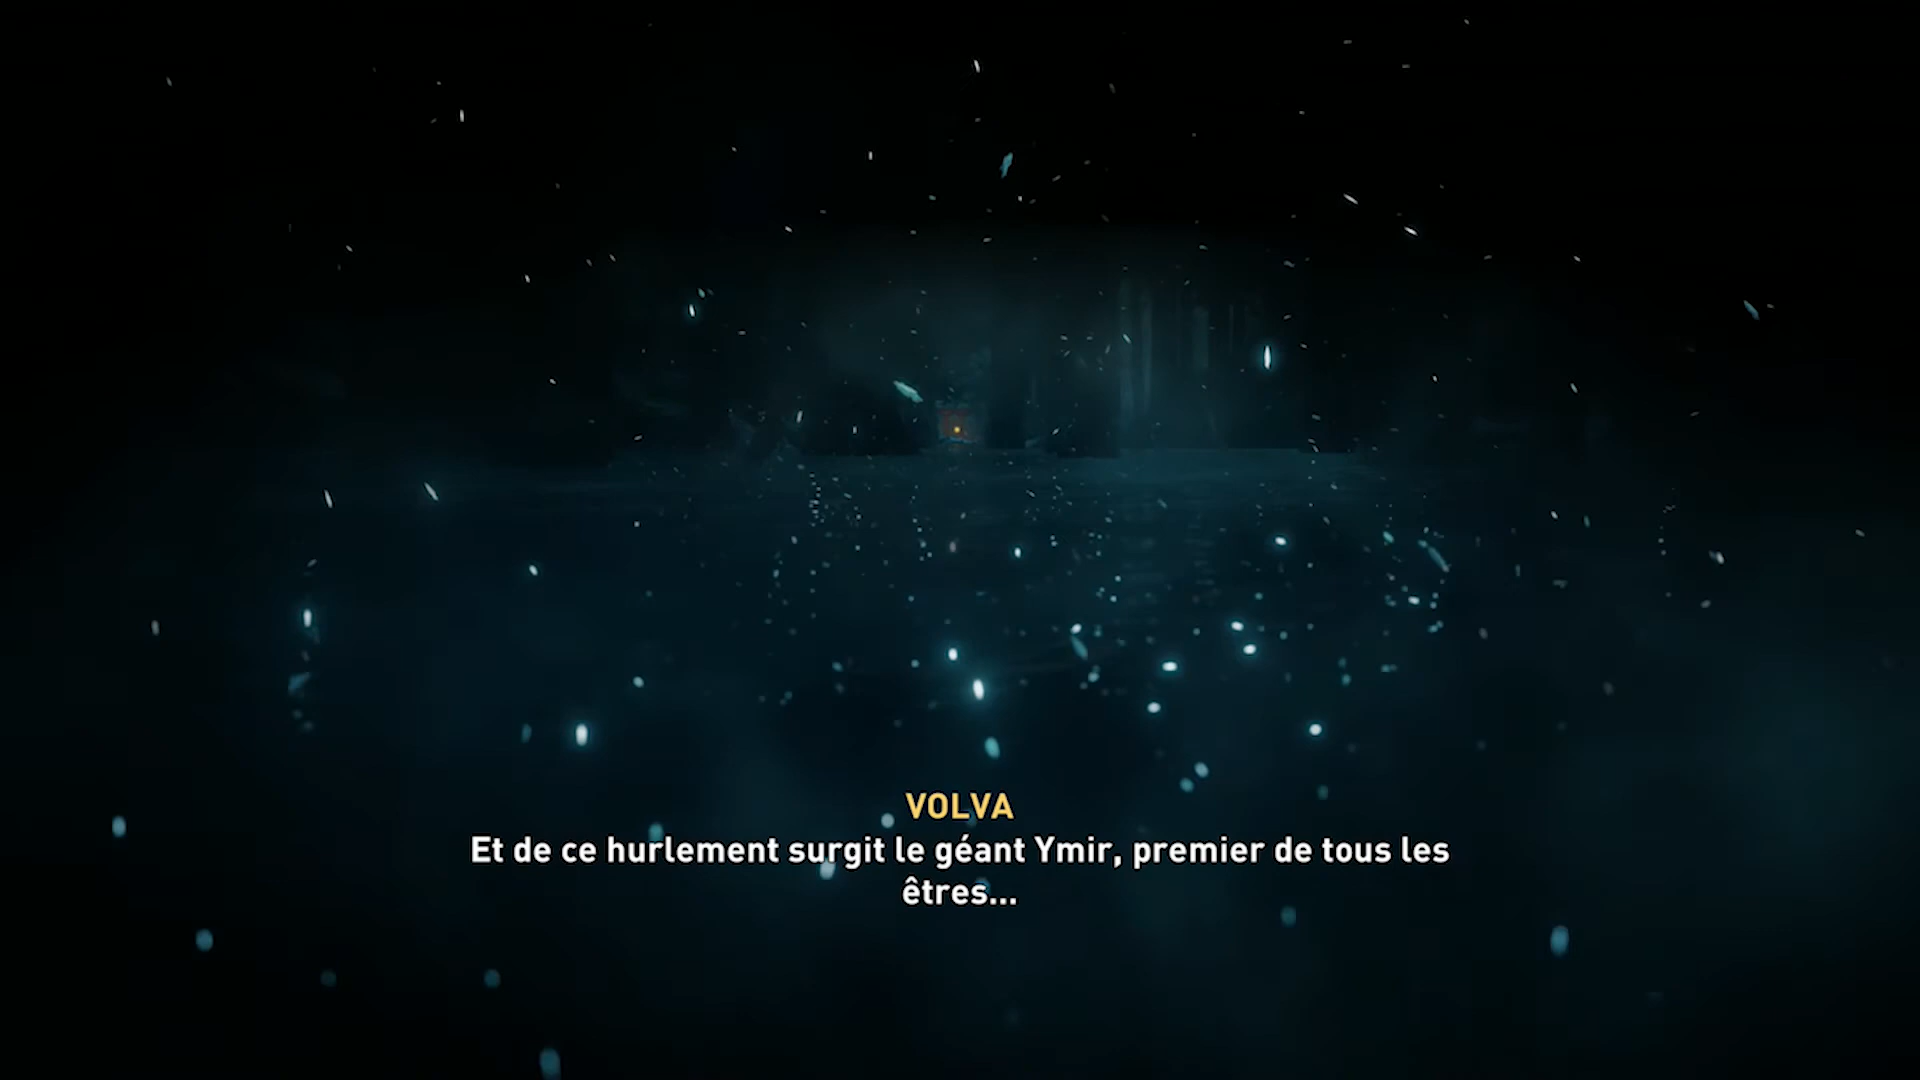 VOLVA
Et de ce hurlement surgit le géant Ymir, premier de tous les
êtres...